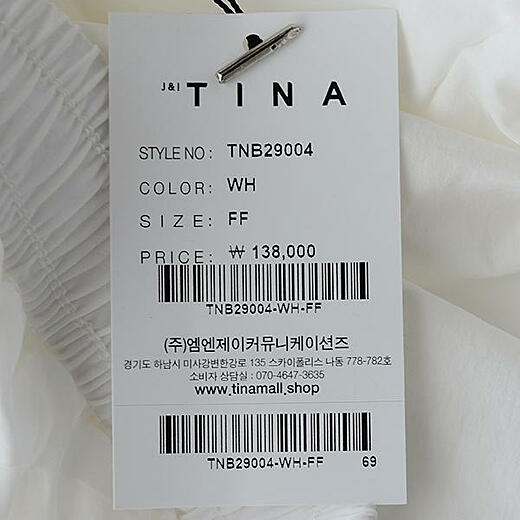 J&I TINA
STYLE NO: TNB29004
COLOR: WH
SIZE: FF
PRICE: ₩ 138,000
TNB29004-WH-FF
(주)엠엔제이커뮤니케이션즈
경기도 하남시 미사강변한강로 135 스카이폴리스 나동 778-782호
소비자 상담실 : 070-4647-3635
www.tinamall.shop
TNB29004-WH-FF 69